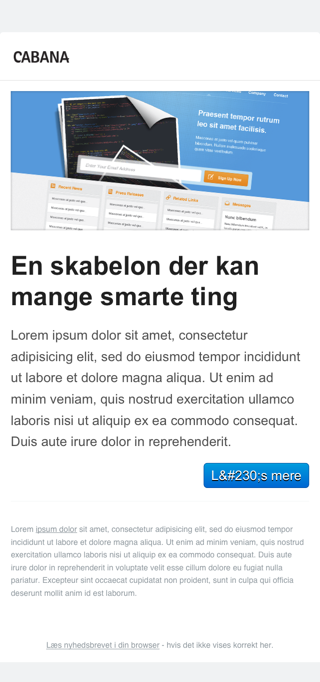 CABANA
Company
Contact
Praesent tempor rutrum
leo sit amet facilisis.
Enter Your Email Address
Sign Up Now
Recent News
Press Releases
Related Links
Messages
Nunc bibendum
En skabelon der kan
mange smarte ting
Lorem ipsum dolor sit amet, consectetur
adipisicing elit, sed do eiusmod tempor incididunt
ut labore et dolore magna aliqua. Ut enim ad
minim veniam, quis nostrud exercitation ullamco
laboris nisi ut aliquip ex ea commodo consequat.
Duis aute irure dolor in reprehenderit.
L&#230;s mere
Lorem ipsum dolor sit amet, consectetur adipisicing elit, sed do eiusmod tempor
incididunt ut labore et dolore magna aliqua. Ut enim ad minim veniam, quis nostrud
exercitation ullamco laboris nisi ut aliquip ex ea commodo consequat. Duis aute
irure dolor in reprehenderit in voluptate velit esse cillum dolore eu fugiat nulla
pariatur. Excepteur sint occaecat cupidatat non proident, sunt in culpa qui officia
deserunt mollit anim id est laborum.
Læs nyhedsbrevet i din browser - hvis det ikke vises korrekt her.